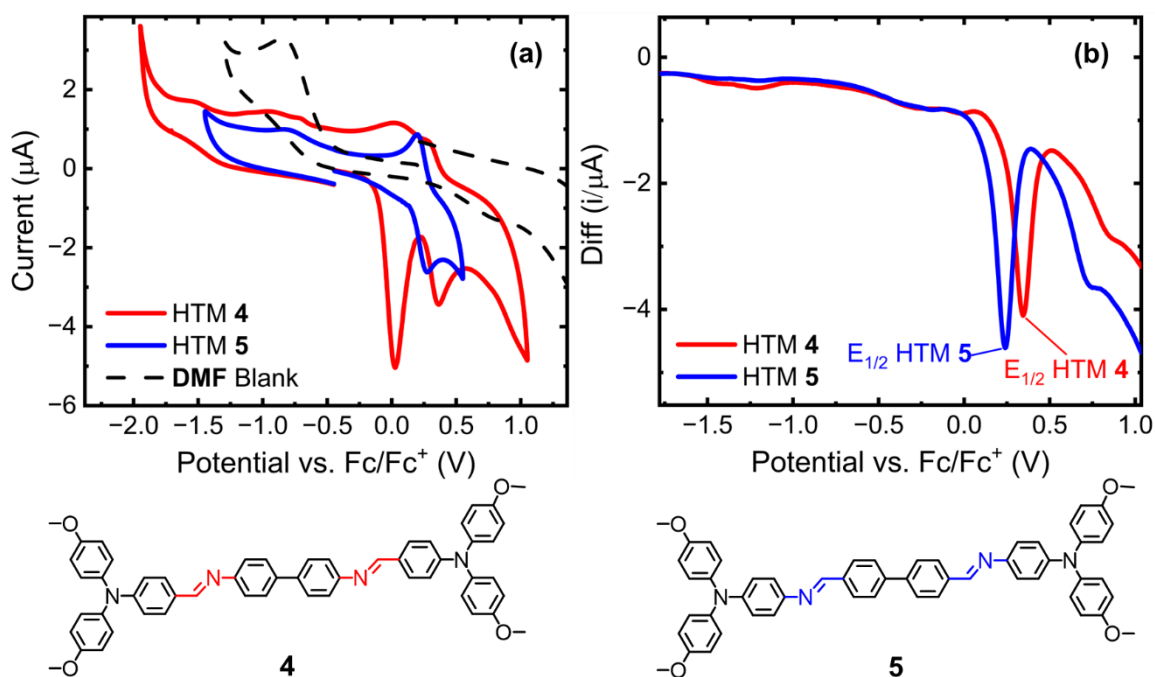 (a)
2
0
−2
−4
−6
Current (μA)
HTM 4
HTM 5
DMF Blank
−2.0 −1.5 −1.0 −0.5 0.0 0.5 1.0
Potential vs. Fc/Fc⁺ (V)
(b)
0
−2
−4
Diff (i/μA)
HTM 4
HTM 5
E₁/₂ HTM 5
E₁/₂ HTM 4
−1.5 −1.0 −0.5 0.0 0.5 1.0
Potential vs. Fc/Fc⁺ (V)
−O
O−
N
N
N
N
−O
O−
4
−O
O−
N
N
N
N
−O
O−
5